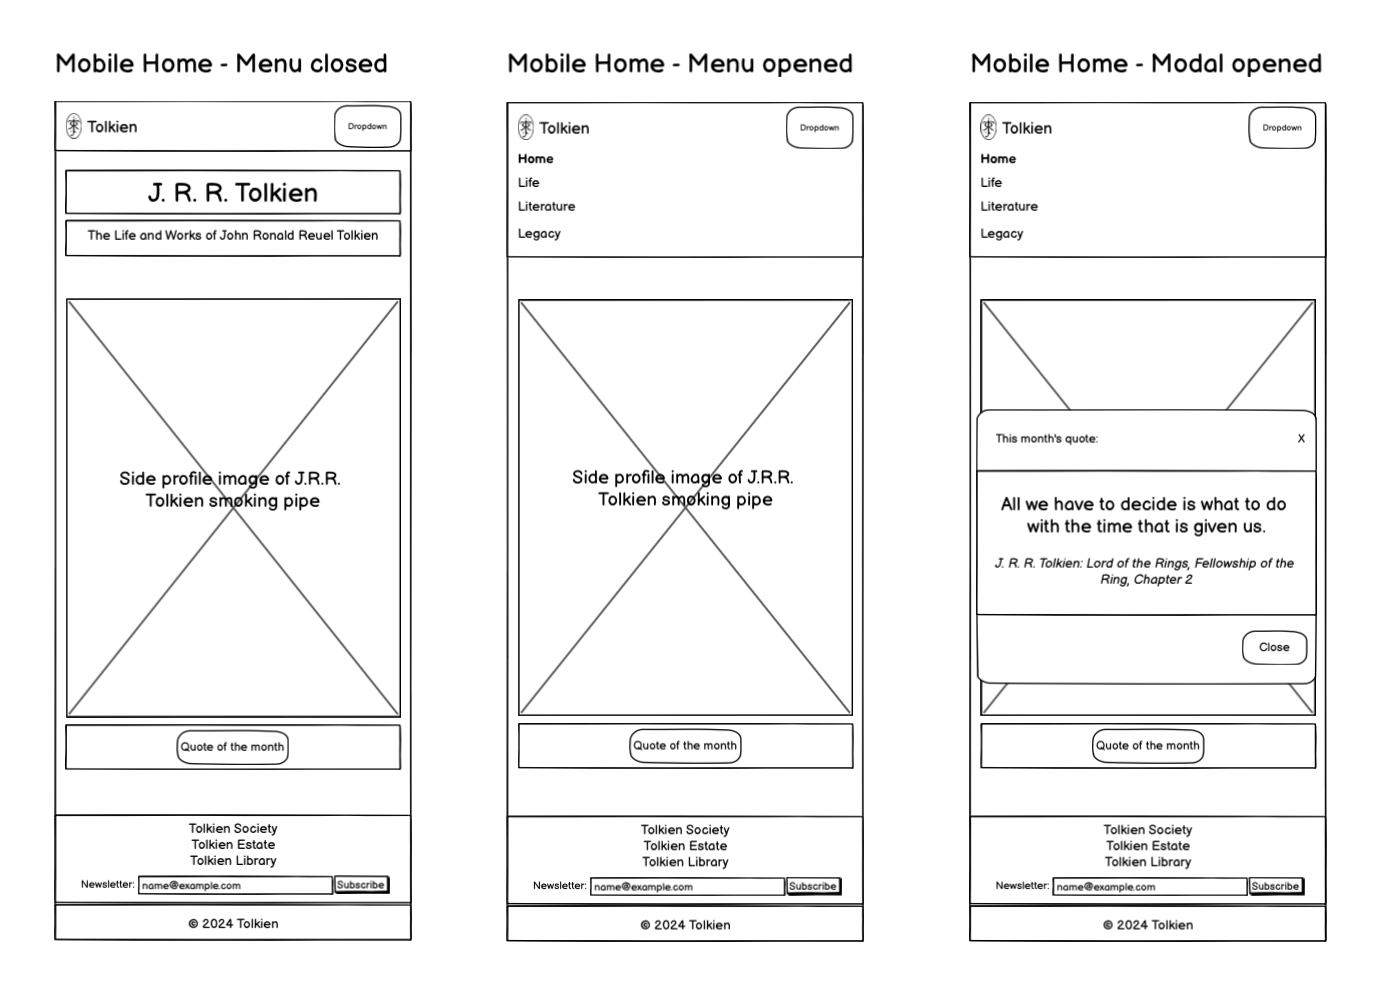 Mobile Home - Menu closed
Tolkien
Dropdown
J. R. R. Tolkien
The Life and Works of John Ronald Reuel Tolkien
Side profile image of J.R.R.
Tolkien smoking pipe
Quote of the month
Tolkien Society
Tolkien Estate
Tolkien Library
Newsletter: name@example.com Subscribe
© 2024 Tolkien
Mobile Home - Menu opened
Tolkien
Dropdown
Home
Life
Literature
Legacy
Side profile image of J.R.R.
Tolkien smoking pipe
Quote of the month
Tolkien Society
Tolkien Estate
Tolkien Library
Newsletter: name@example.com Subscribe
© 2024 Tolkien
Mobile Home - Modal opened
Tolkien
Dropdown
Home
Life
Literature
Legacy
This month's quote: X
All we have to decide is what to do
with the time that is given us.
J. R. R. Tolkien: Lord of the Rings, Fellowship of the
Ring, Chapter 2
Close
Quote of the month
Tolkien Society
Tolkien Estate
Tolkien Library
Newsletter: name@example.com Subscribe
© 2024 Tolkien